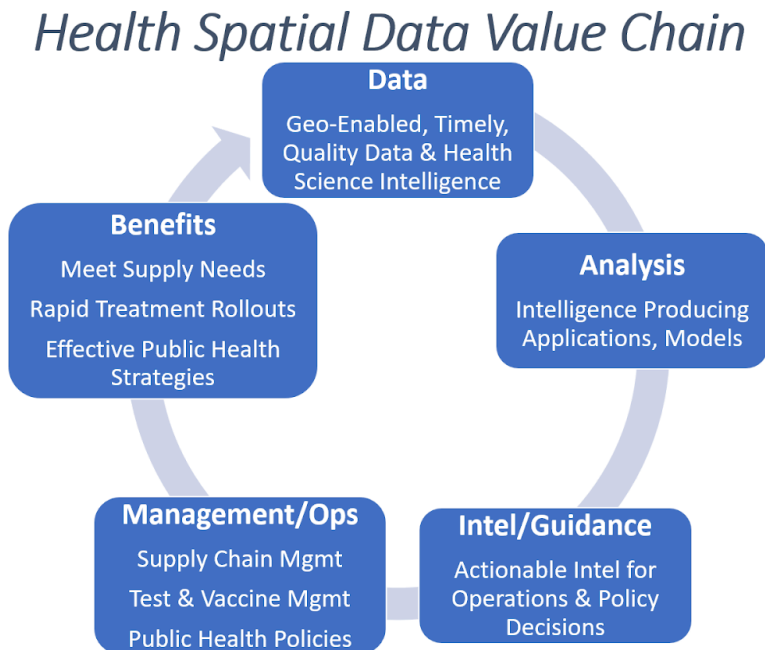 Health Spatial Data Value Chain
Data
Geo-Enabled, Timely,
Quality Data & Health
Science Intelligence
Analysis
Intelligence Producing
Applications, Models
Intel/Guidance
Actionable Intel for
Operations & Policy
Decisions
Management/Ops
Supply Chain Mgmt
Test & Vaccine Mgmt
Public Health Policies
Benefits
Meet Supply Needs
Rapid Treatment Rollouts
Effective Public Health
Strategies